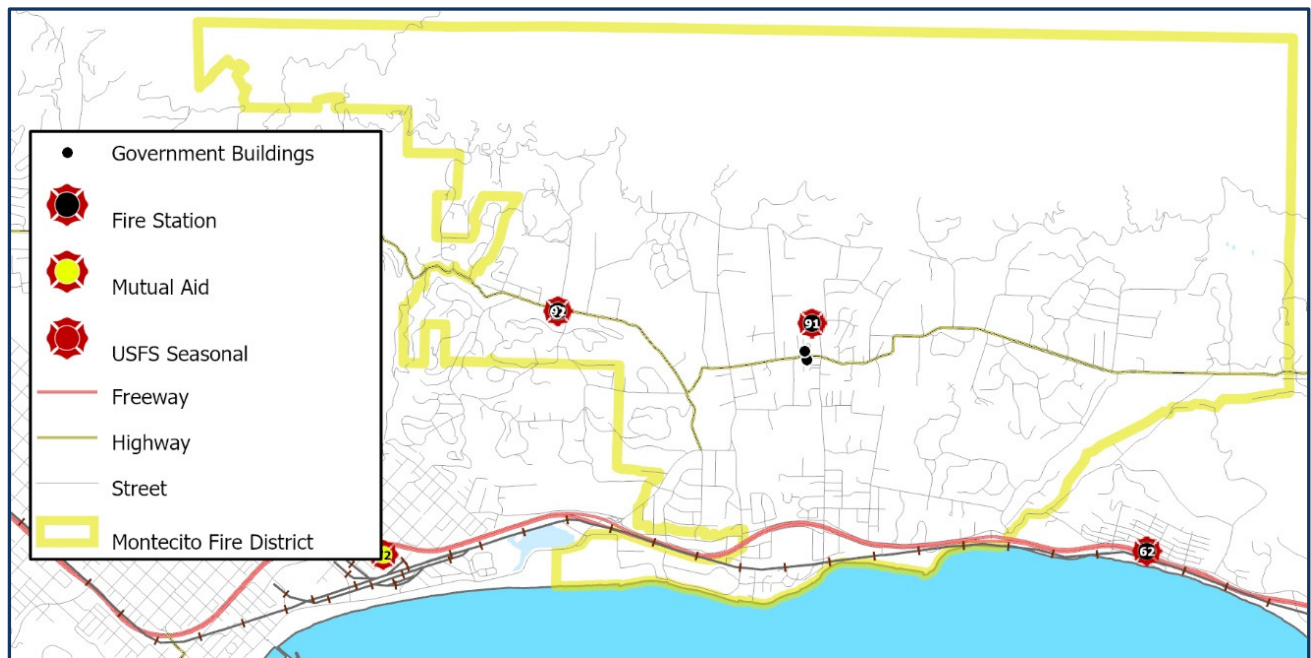 Government Buildings
Fire Station
Mutual Aid
USFS Seasonal
Freeway
Highway
Street
Montecito Fire District
92
91
62